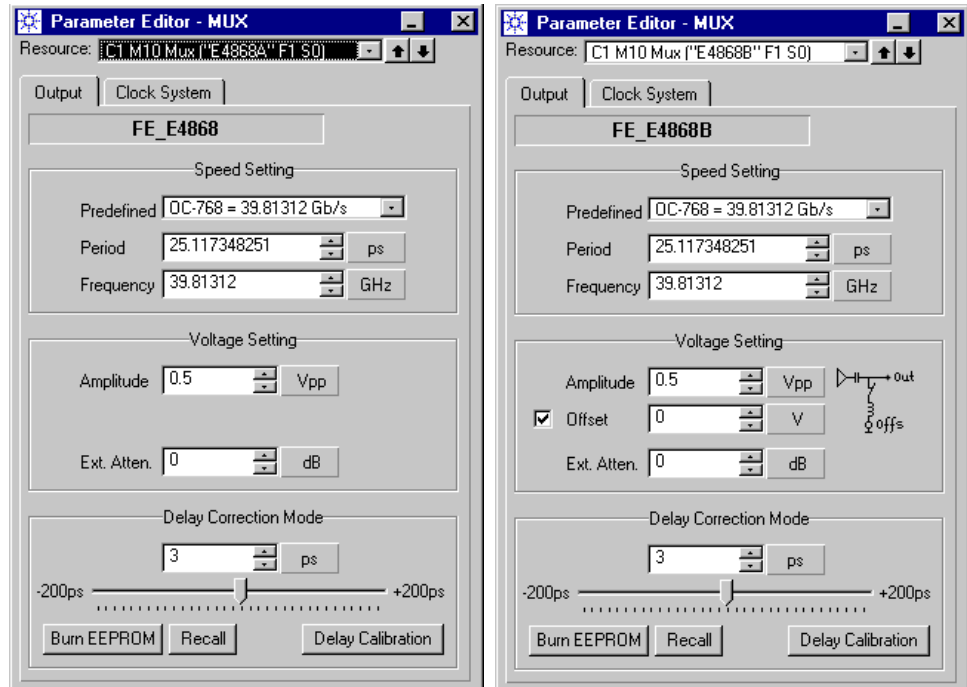 Parameter Editor - MUX
Resource: C1 M10 Mux ("E4868A" F1 S0)
Output Clock System
FE_E4868
Speed Setting
Predefined OC-768 = 39.81312 Gb/s
Period 25.117348251 ps
Frequency 39.81312 GHz
Voltage Setting
Amplitude 0.5 Vpp
Ext. Atten. 0 dB
Delay Correction Mode
3 ps
-200ps +200ps
Burn EEPROM Recall Delay Calibration
Parameter Editor - MUX
Resource: C1 M10 Mux ("E4868B" F1 S0)
Output Clock System
FE_E4868B
Speed Setting
Predefined OC-768 = 39.81312 Gb/s
Period 25.117348251 ps
Frequency 39.81312 GHz
Voltage Setting
Amplitude 0.5 Vpp out
Offset 0 V offs
Ext. Atten. 0 dB
Delay Correction Mode
3 ps
-200ps +200ps
Burn EEPROM Recall Delay Calibration